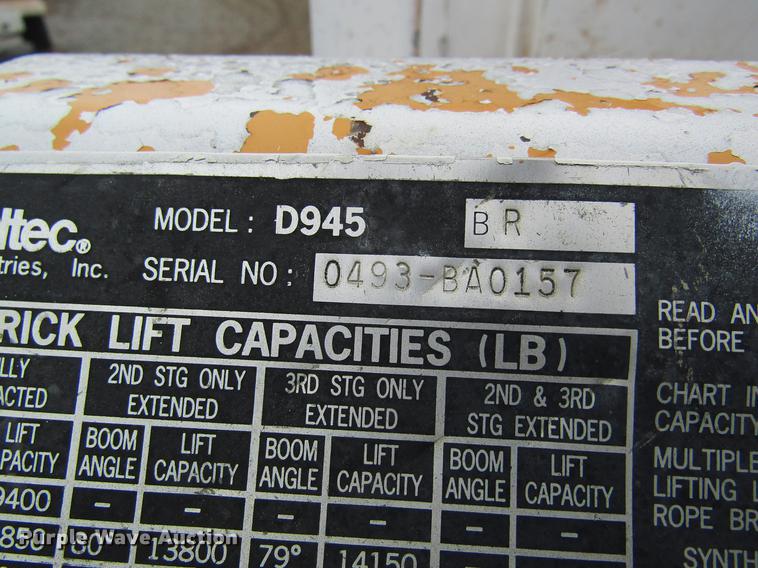 ltec®
MODEL: D945 BR
tries, Inc.
SERIAL NO: 0493-BA0157
RICK LIFT CAPACITIES (LB)
LLY
ACTED
2ND STG ONLY
EXTENDED
3RD STG ONLY
EXTENDED
2ND & 3RD
STG EXTENDED
LIFT
PACITY
BOOM
ANGLE
LIFT
CAPACITY
BOOM
ANGLE
LIFT
CAPACITY
BOOM
ANGLE
LIFT
CAPACITY
9400 - - - - - -
850 80° 13800 79° 14150 - -
READ AN
BEFORE
CHART IN
CAPACITY
MULTIPLE
LIFTING L
ROPE BR
SYNTH
Purple Wave Auction